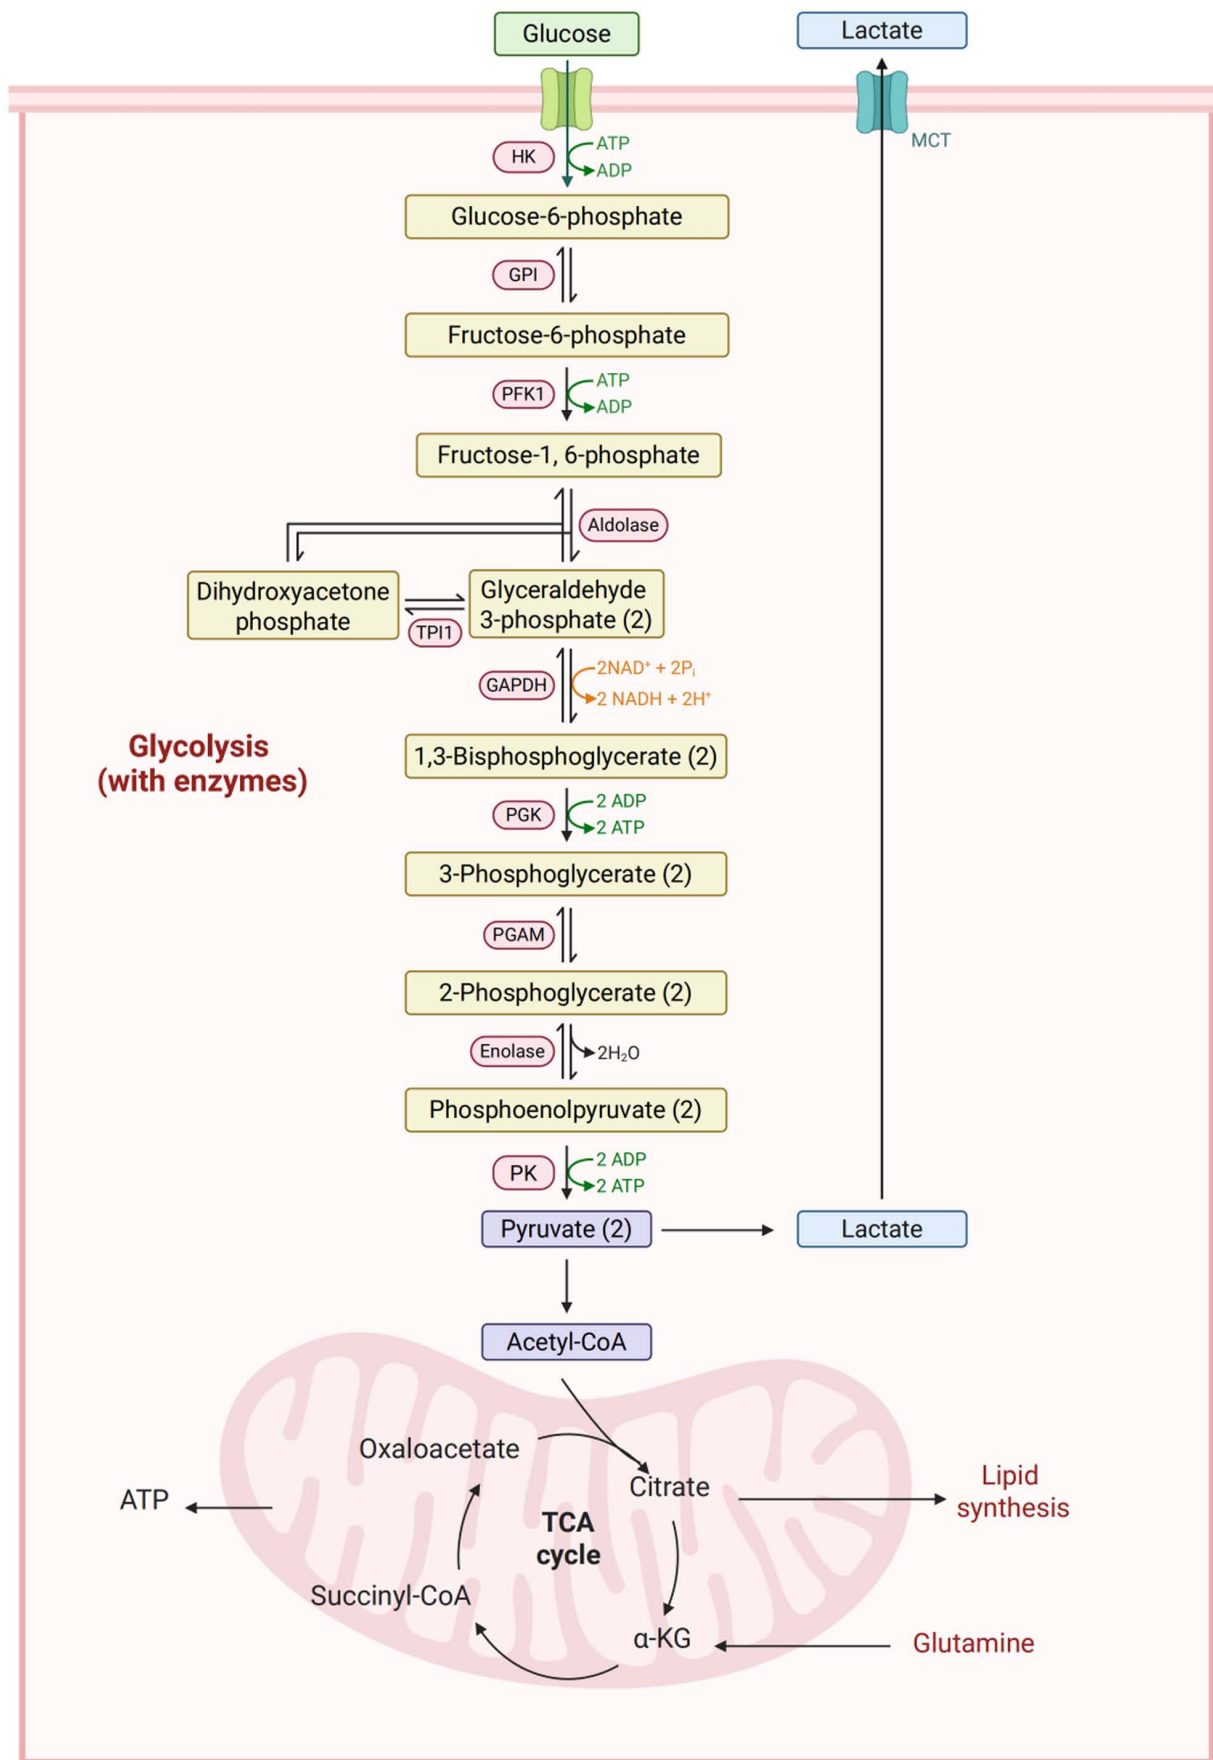 Glucose
Lactate
MCT
HK
ATP
ADP
Glucose-6-phosphate
GPI
Fructose-6-phosphate
PFK1
ATP
ADP
Fructose-1, 6-phosphate
Aldolase
Dihydroxyacetone
phosphate
Glyceraldehyde
3-phosphate (2)
TPI1
GAPDH
2NAD⁺ + 2Pᵢ
2 NADH + 2H⁺
Glycolysis
(with enzymes)
1,3-Bisphosphoglycerate (2)
PGK
2 ADP
2 ATP
3-Phosphoglycerate (2)
PGAM
2-Phosphoglycerate (2)
Enolase
2H₂O
Phosphoenolpyruvate (2)
PK
2 ADP
2 ATP
Pyruvate (2)
Lactate
Acetyl-CoA
Oxaloacetate
Citrate
ATP
Lipid
synthesis
TCA
cycle
Succinyl-CoA
α-KG
Glutamine